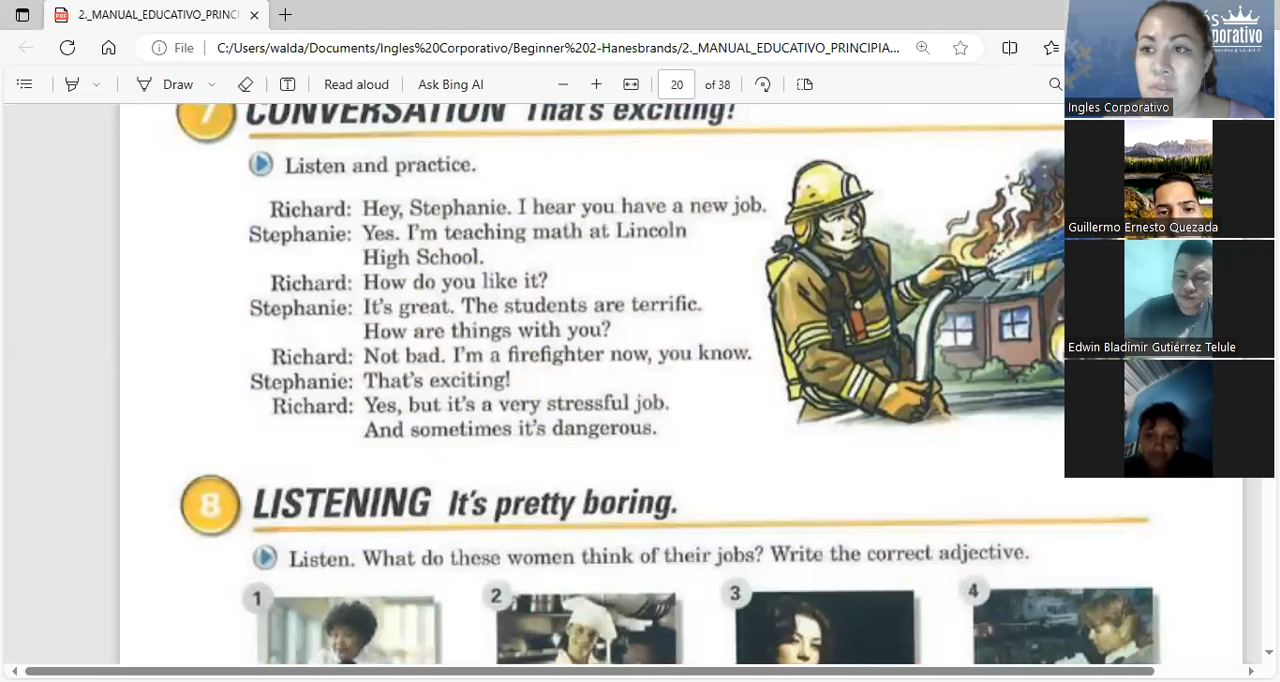 2._MANUAL_EDUCATIVO_PRINCI
File
C:/Users/walda/Documents/Ingles%20Corporativo/Beginner%202-Hanesbrands/2._MANUAL_EDUCATIVO_PRINCIPIA...
Draw
Read aloud
Ask Bing AI
20 of 38
orporativo
Ingles Corporativo
Guillermo Ernesto Quezada
Edwin Bladimir Gutiérrez Telule
7 CONVERSATION That's exciting!
Listen and practice.
Richard: Hey, Stephanie. I hear you have a new job.
Stephanie: Yes. I'm teaching math at Lincoln
High School.
Richard: How do you like it?
Stephanie: It's great. The students are terrific.
How are things with you?
Richard: Not bad. I'm a firefighter now, you know.
Stephanie: That's exciting!
Richard: Yes, but it's a very stressful job.
And sometimes it's dangerous.
8 LISTENING It's pretty boring.
Listen. What do these women think of their jobs? Write the correct adjective.
1 2 3 4